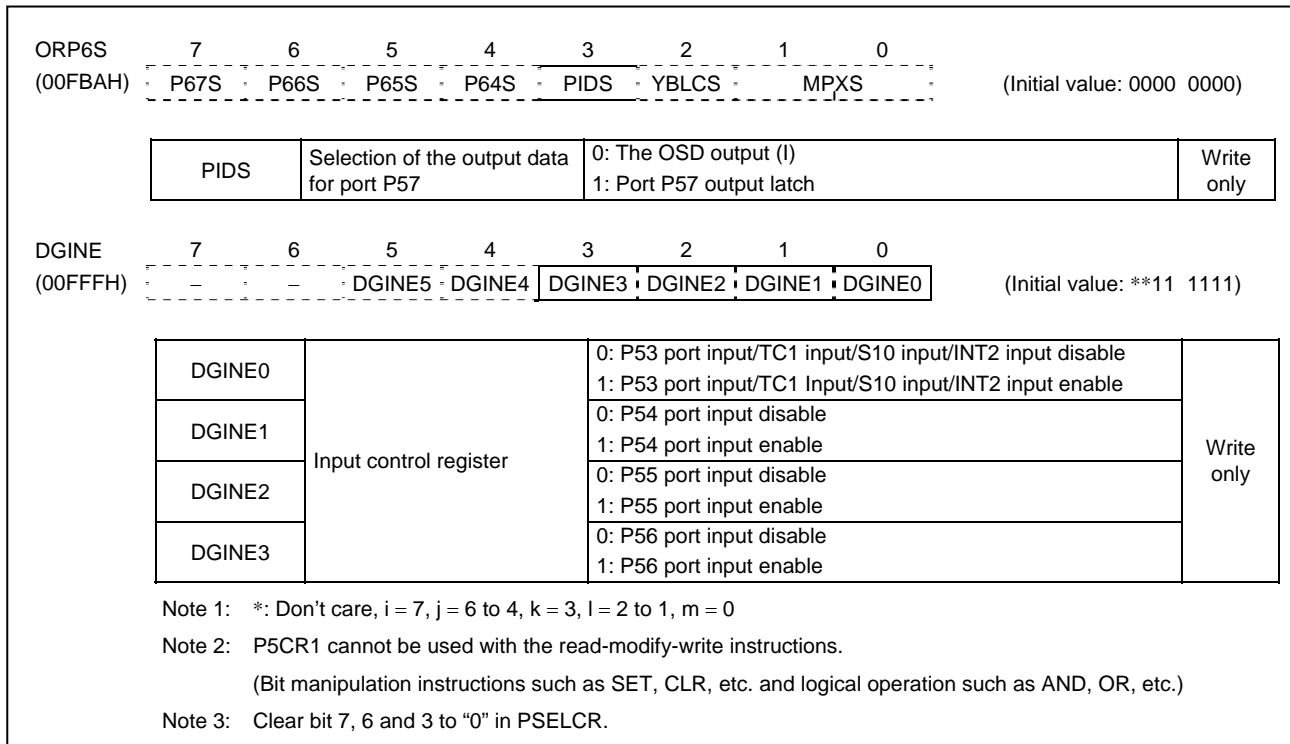 ORP6S 7 6 5 4 3 2 1 0
(00FBAH) P67S P66S P65S P64S PIDS YBLCS MPXS (Initial value: 0000 0000)
PIDS Selection of the output data for port P57 0: The OSD output (I) Write only
1: Port P57 output latch
DGINE 7 6 5 4 3 2 1 0
(00FFFH) – – DGINE5 DGINE4 DGINE3 DGINE2 DGINE1 DGINE0 (Initial value: **11 1111)
DGINE0 Input control register 0: P53 port input/TC1 input/S10 input/INT2 input disable Write only
1: P53 port input/TC1 Input/S10 input/INT2 input enable
DGINE1 0: P54 port input disable
1: P54 port input enable
DGINE2 0: P55 port input disable
1: P55 port input enable
DGINE3 0: P56 port input disable
1: P56 port input enable
Note 1: *: Don't care, i = 7, j = 6 to 4, k = 3, l = 2 to 1, m = 0
Note 2: P5CR1 cannot be used with the read-modify-write instructions.
(Bit manipulation instructions such as SET, CLR, etc. and logical operation such as AND, OR, etc.)
Note 3: Clear bit 7, 6 and 3 to “0” in PSELCR.